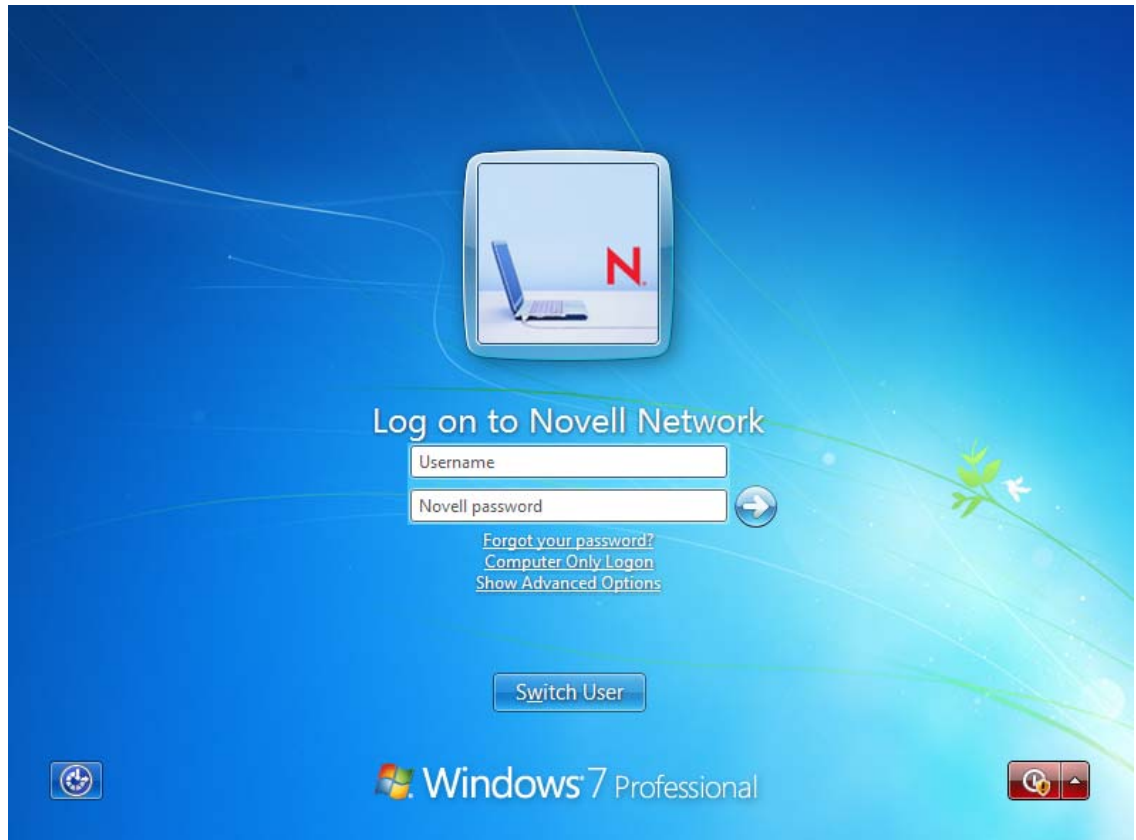 N
Log on to Novell Network
Username
Novell password
Forgot your password?
Computer Only Logon
Show Advanced Options
Switch User
Windows 7 Professional